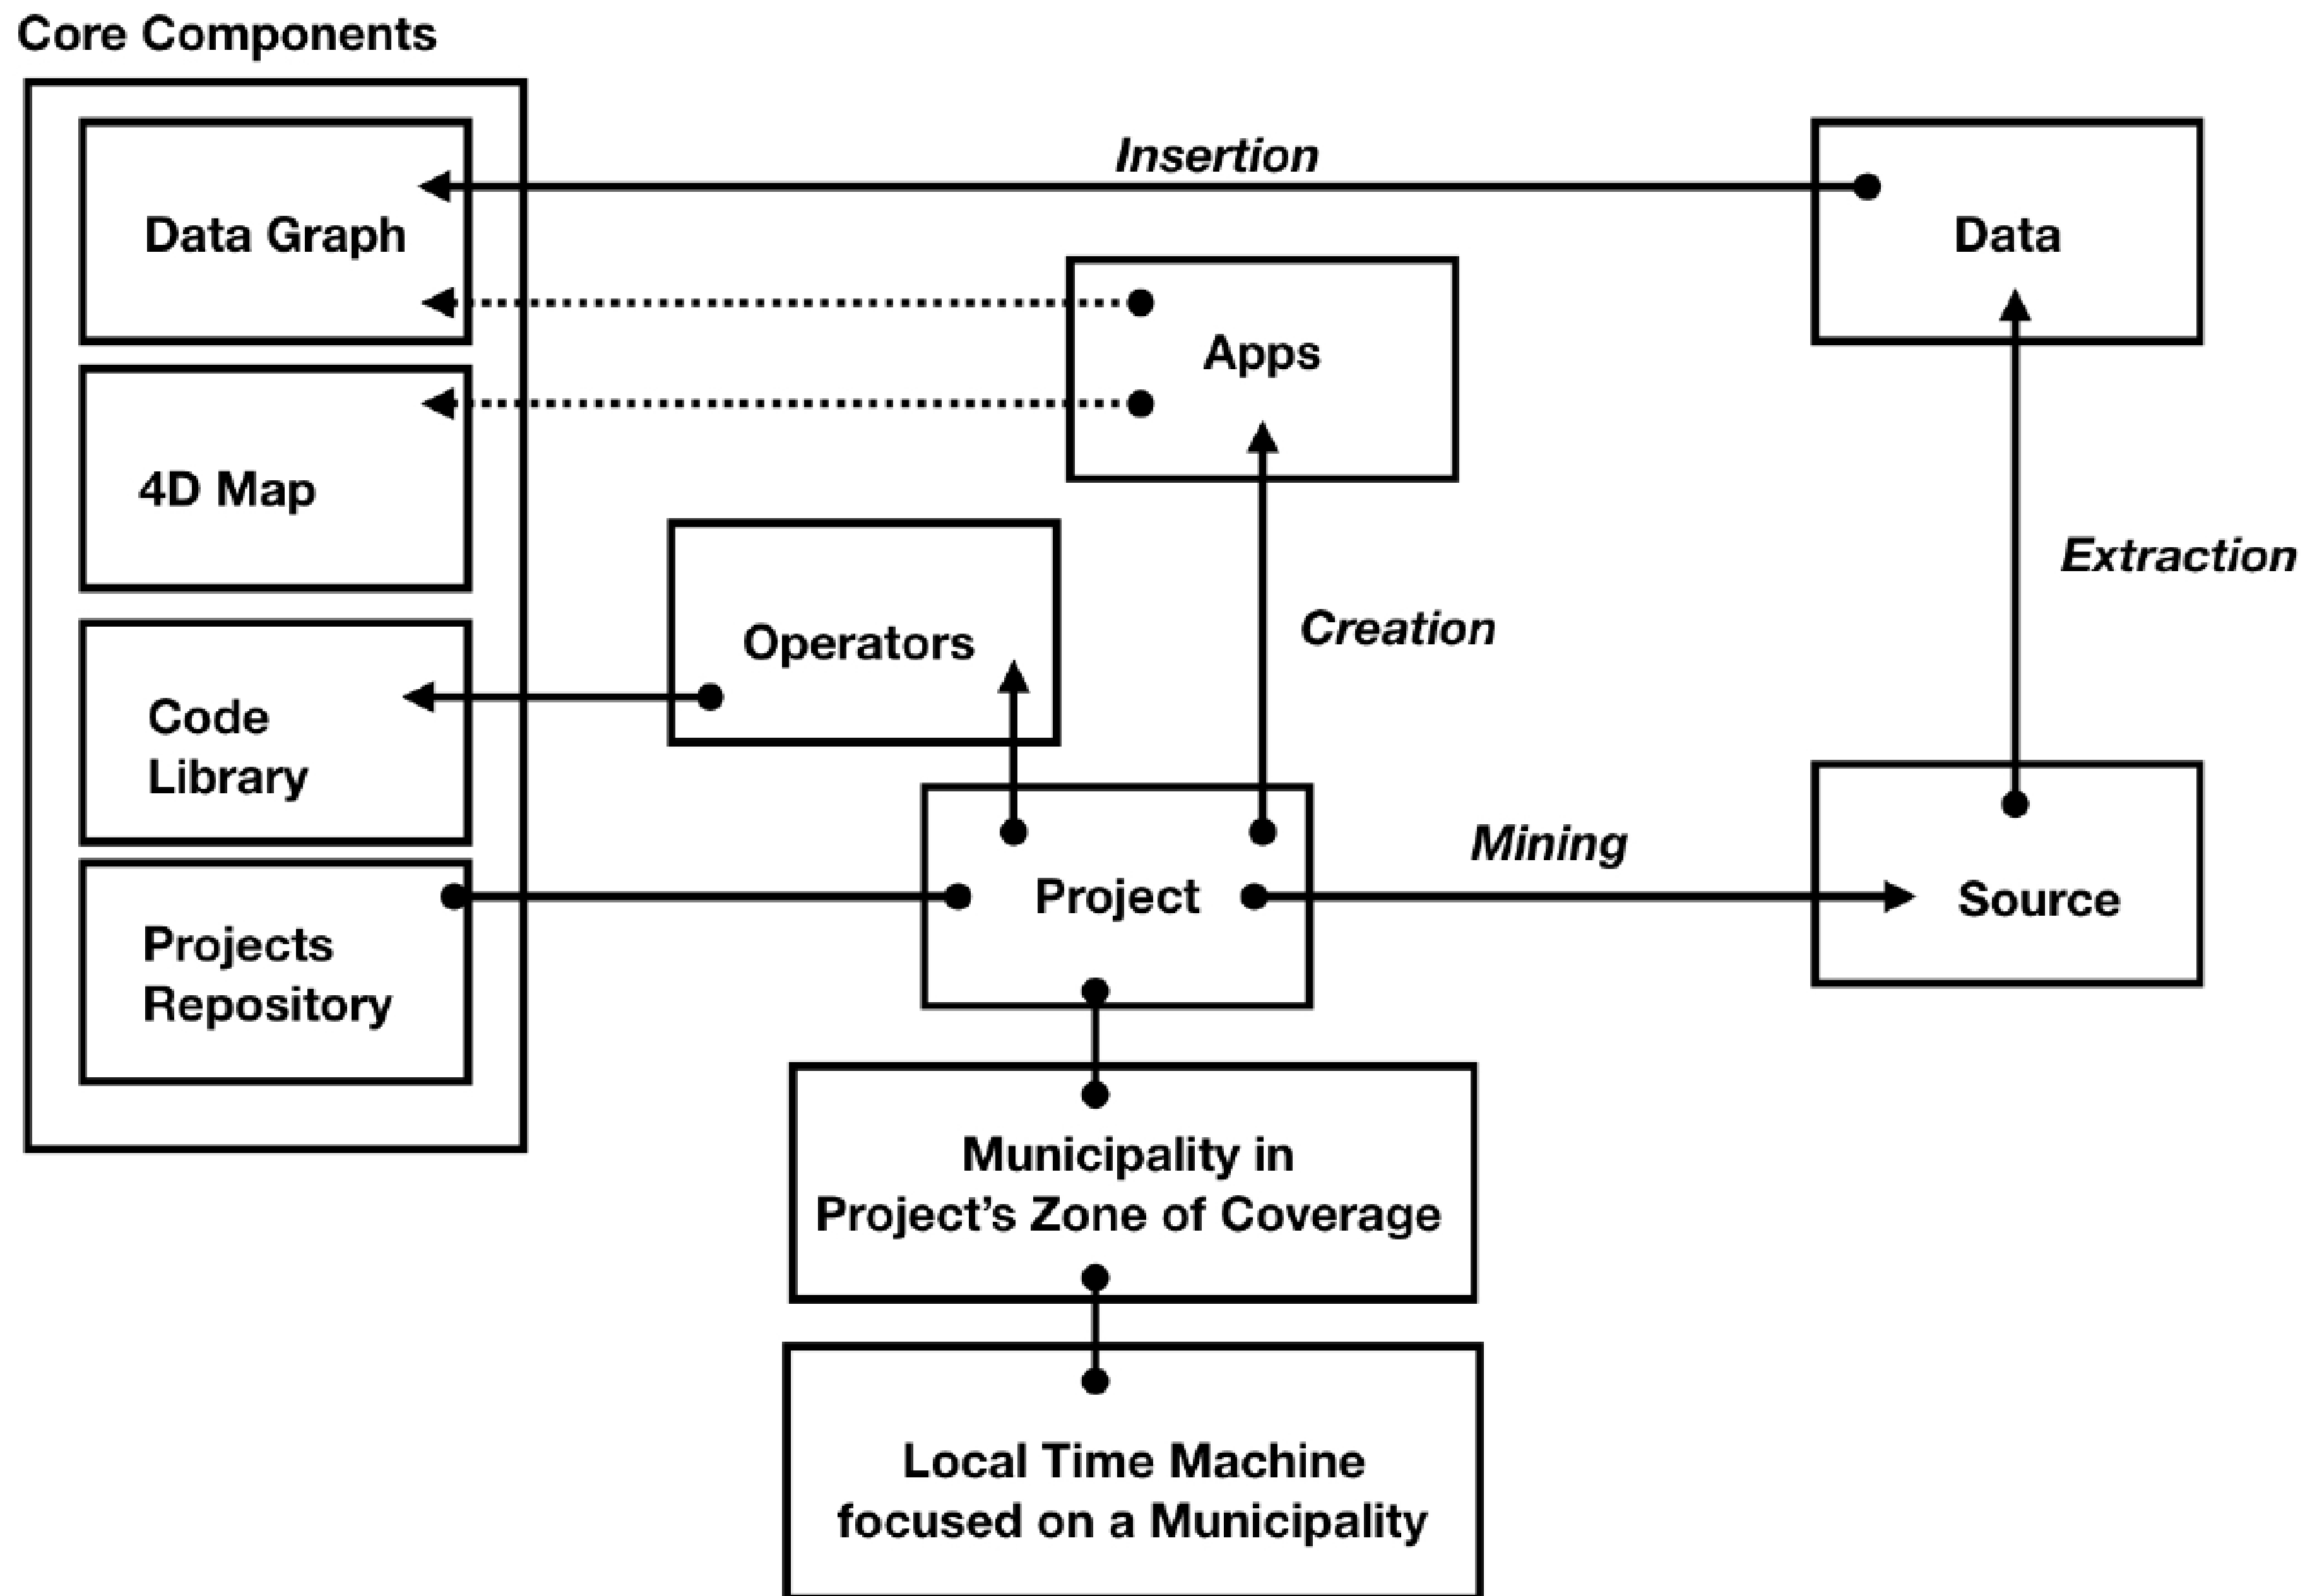 Core Components
Insertion
Data Graph
Data
Apps
4D Map
Extraction
Operators
Creation
Code
Library
Mining
Project
Source
Projects
Repository
Municipality in
Project’s Zone of Coverage
Local Time Machine
focused on a Municipality